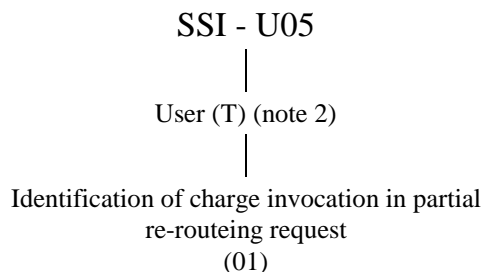 SSI - U05
User (T) (note 2)
Identification of charge invocation in partial
re-routeing request
(01)